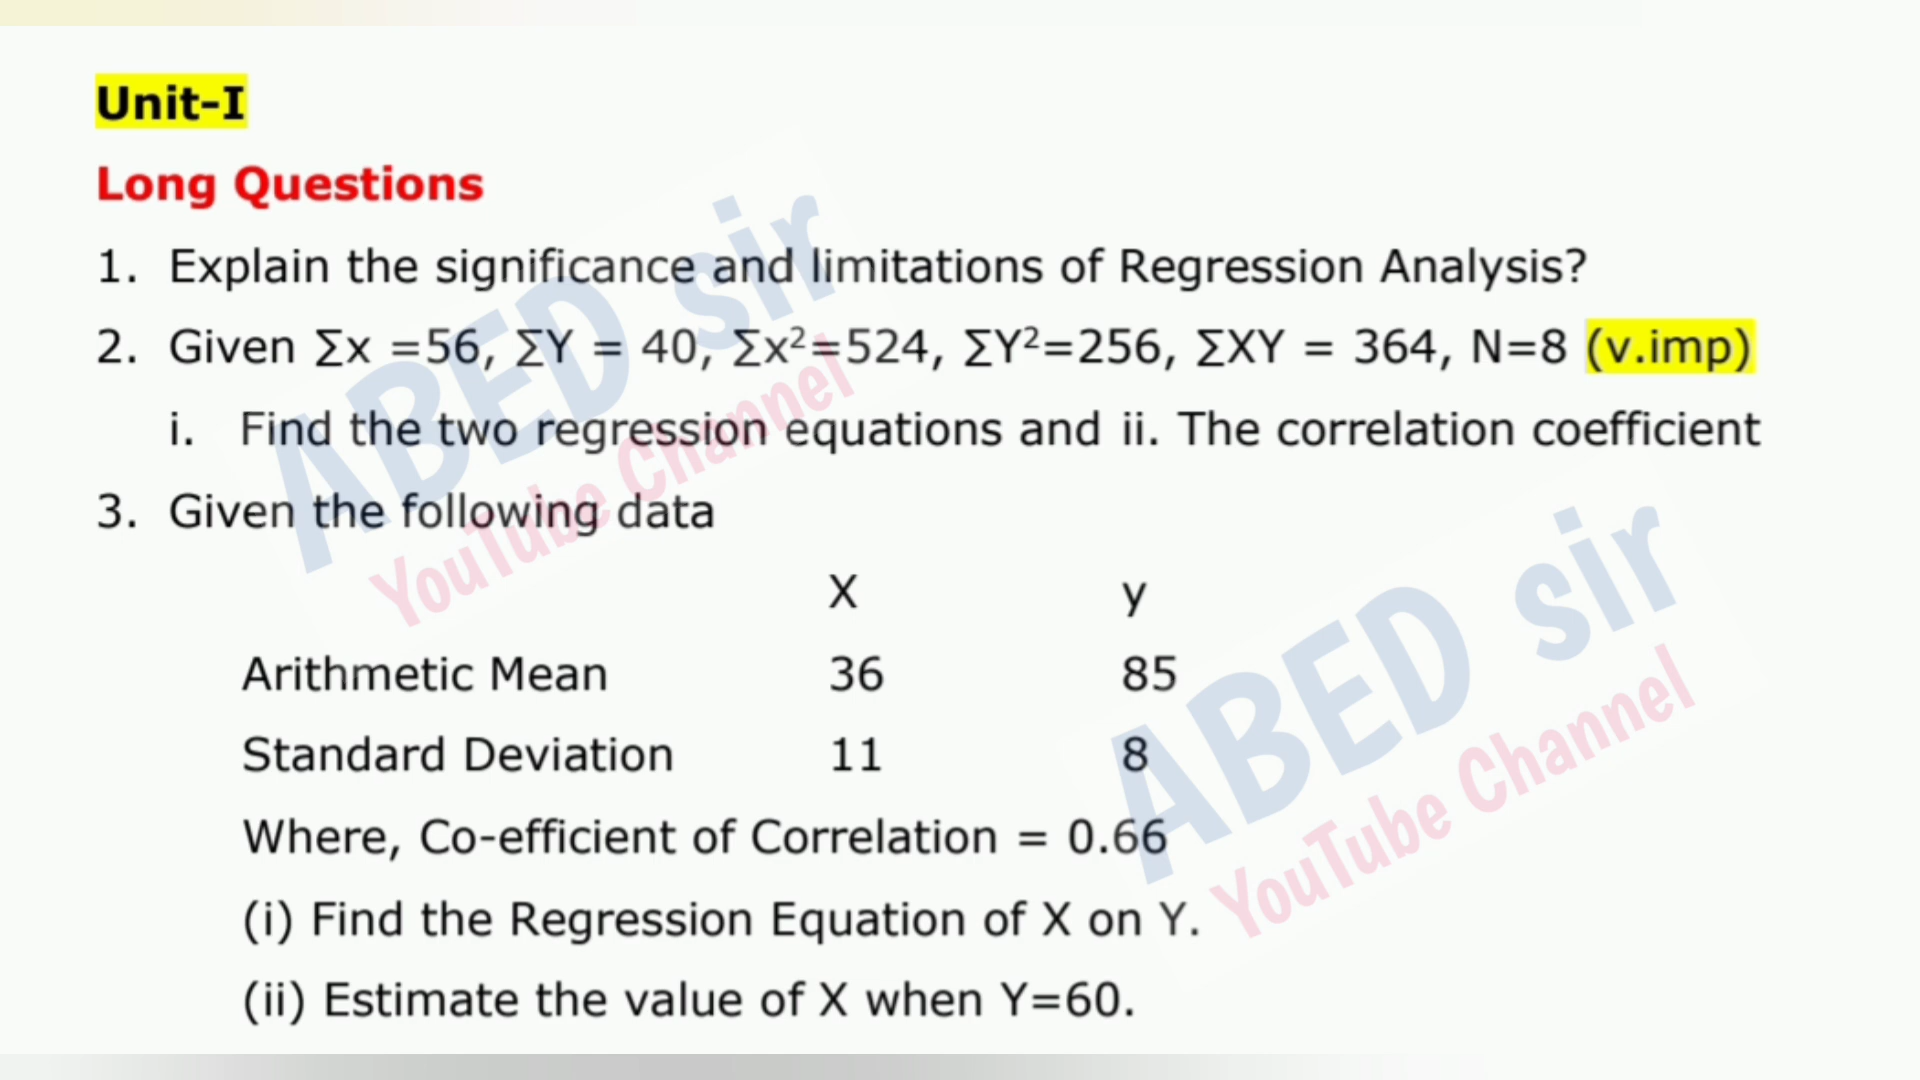 Unit-I
Long Questions
1. Explain the significance and limitations of Regression Analysis?
2. Given Σx =56, ΣY = 40, Σx²=524, ΣY²=256, ΣXY = 364, N=8 (v.imp)
i. Find the two regression equations and ii. The correlation coefficient
3. Given the following data
X y
Arithmetic Mean 36 85
Standard Deviation 11 8
Where, Co-efficient of Correlation = 0.66
(i) Find the Regression Equation of X on Y.
(ii) Estimate the value of X when Y=60.
ABED sir
YouTube Channel
ABED sir
YouTube Channel